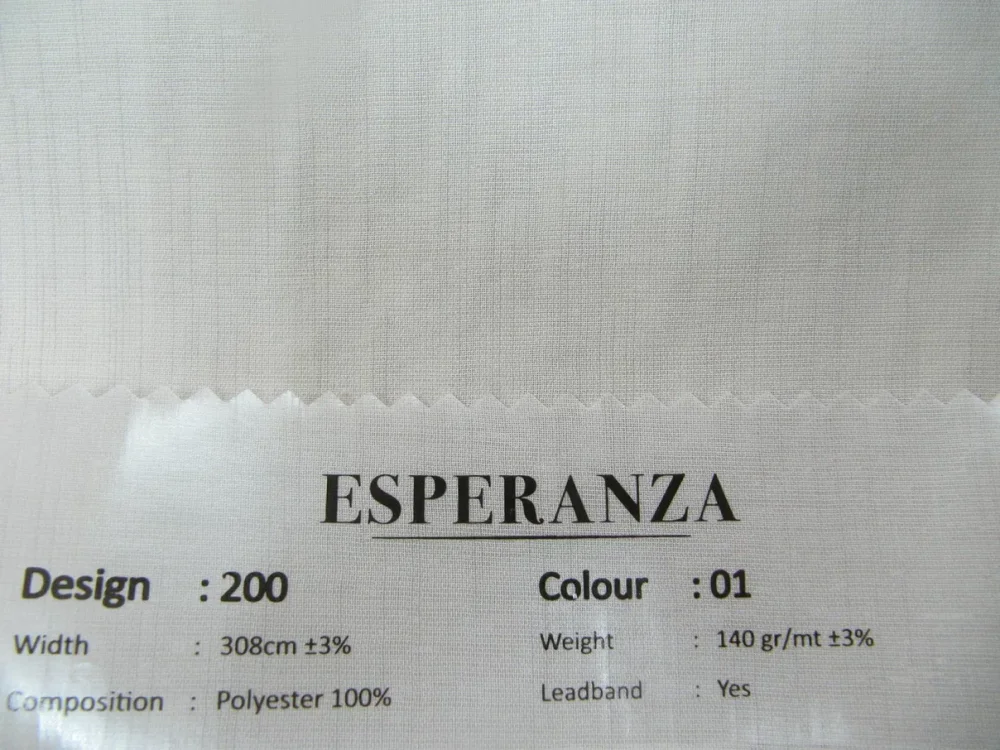 ESPERANZA
Design : 200 Colour : 01
Width : 308cm ±3% Weight : 140 gr/mt ±3%
Composition : Polyester 100% Leadband : Yes